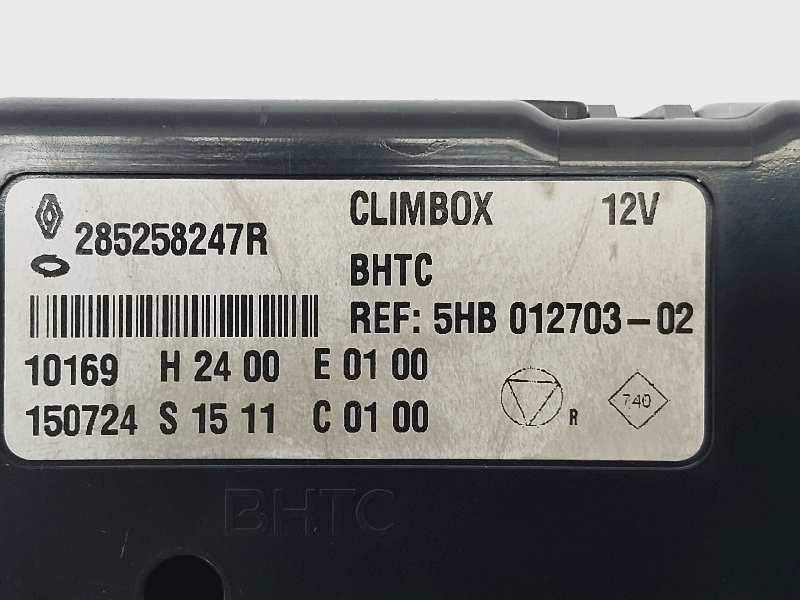 285258247R
CLIMBOX 12V
BHTC
REF: 5HB 012703-02
10169 H 24 00 E 01 00
150724 S 15 11 C 01 00
R
740
BHTC